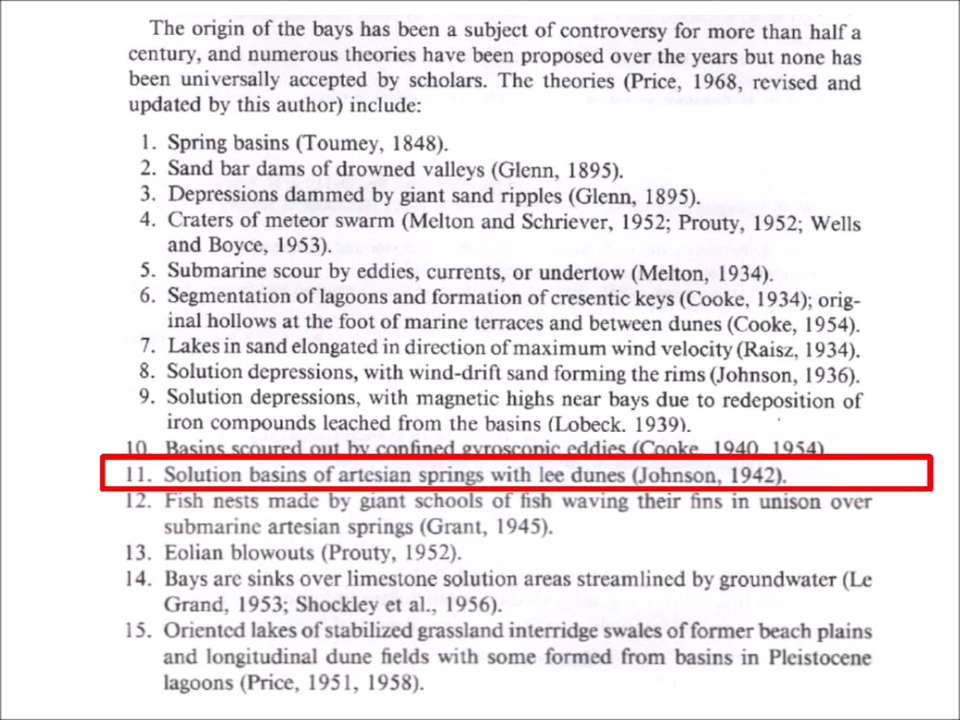 The origin of the bays has been a subject of controversy for more than half a
century, and numerous theories have been proposed over the years but none has
been universally accepted by scholars. The theories (Price, 1968, revised and
updated by this author) include:
1. Spring basins (Toumey, 1848).
2. Sand bar dams of drowned valleys (Glenn, 1895).
3. Depressions dammed by giant sand ripples (Glenn, 1895).
4. Craters of meteor swarm (Melton and Schriever, 1952; Prouty, 1952; Wells
and Boyce, 1953).
5. Submarine scour by eddies, currents, or undertow (Melton, 1934).
6. Segmentation of lagoons and formation of cresentic keys (Cooke, 1934); orig-
inal hollows at the foot of marine terraces and between dunes (Cooke, 1954).
7. Lakes in sand elongated in direction of maximum wind velocity (Raisz, 1934).
8. Solution depressions, with wind-drift sand forming the rims (Johnson, 1936).
9. Solution depressions, with magnetic highs near bays due to redeposition of
iron compounds leached from the basins (Lobeck, 1939).
10. Basins scoured out by confined gyroscopic eddies (Cooke, 1940, 1954)
11. Solution basins of artesian springs with lee dunes (Johnson, 1942).
12. Fish nests made by giant schools of fish waving their fins in unison over
submarine artesian springs (Grant, 1945).
13. Eolian blowouts (Prouty, 1952).
14. Bays are sinks over limestone solution areas streamlined by groundwater (Le
Grand, 1953; Shockley et al., 1956).
15. Oriented lakes of stabilized grassland interridge swales of former beach plains
and longitudinal dune fields with some formed from basins in Pleistocene
lagoons (Price, 1951, 1958).